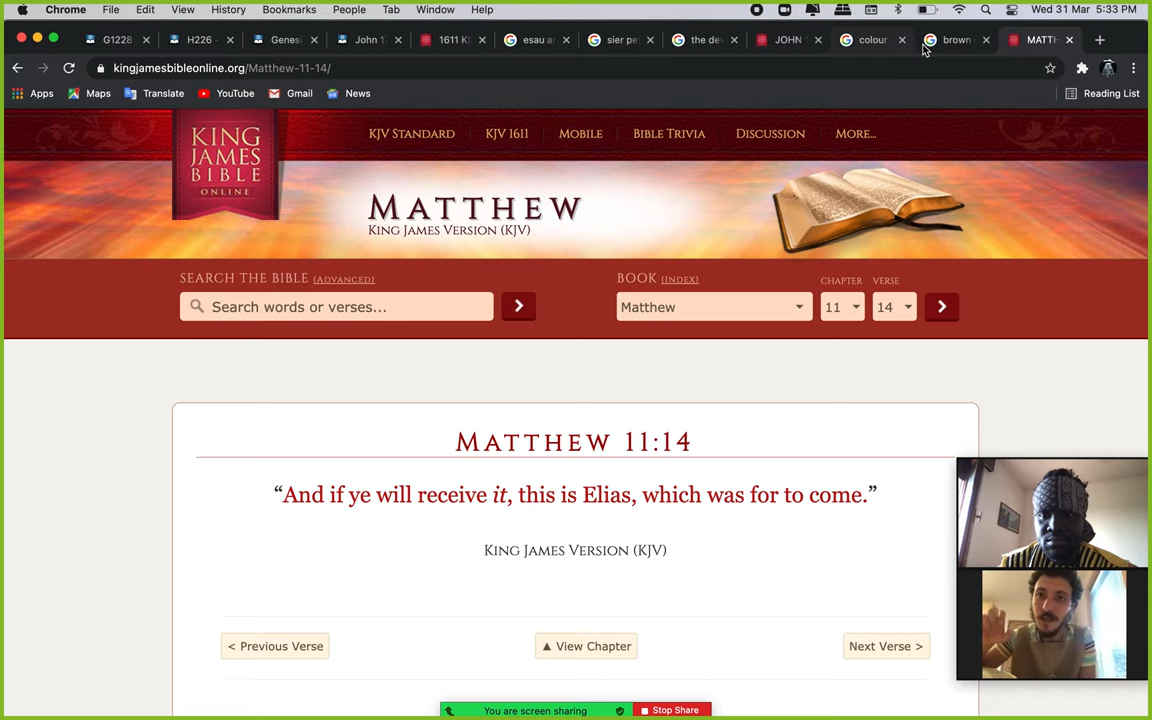 Chrome File Edit View History Bookmarks People Tab Window Help Wed 31 Mar 5:33 PM
G1228 H226 - Genesi John 17 1611 KI esau an sier pe the dev JOHN 1 colour brown MATTH
kingjamesbibleonline.org/Matthew-11-14/
Apps Maps Translate YouTube Gmail News Reading List
KING
JAMES
BIBLE
ONLINE
KJV STANDARD KJV 1611 MOBILE BIBLE TRIVIA DISCUSSION MORE...
MATTHEW
KING JAMES VERSION (KJV)
SEARCH THE BIBLE (ADVANCED) BOOK (INDEX) CHAPTER VERSE
Search words or verses... Matthew 11 14
MATTHEW 11:14
“And if ye will receive it, this is Elias, which was for to come.”
KING JAMES VERSION (KJV)
< Previous Verse ▲ View Chapter Next Verse >
You are screen sharing Stop Share